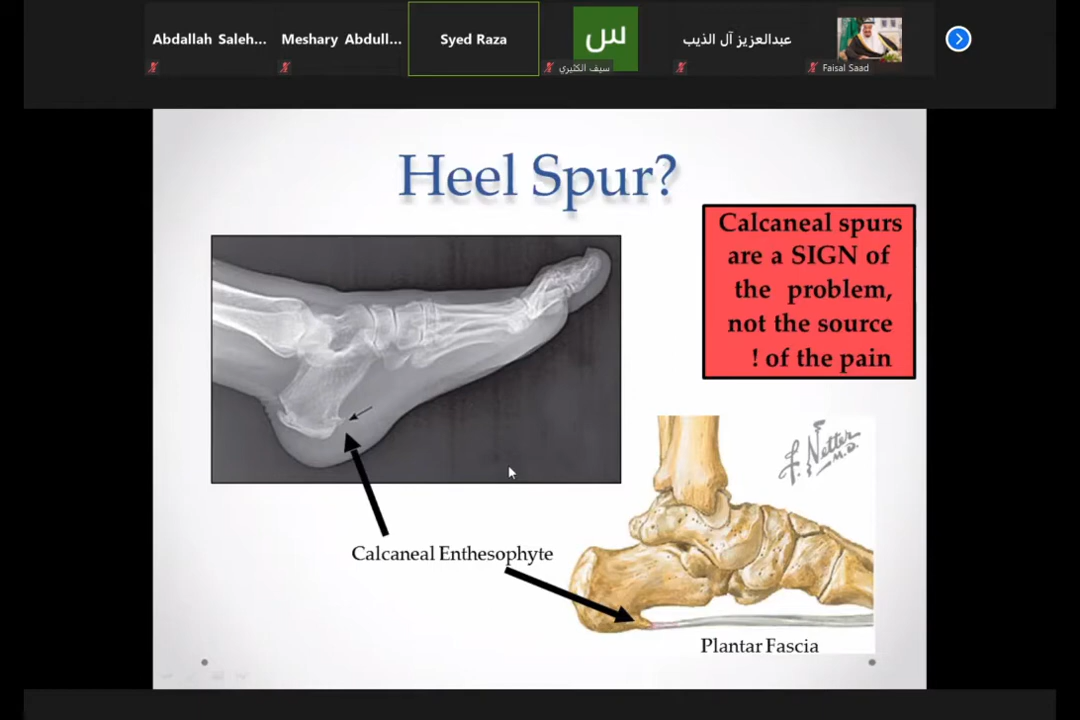 Abdallah Saleh...
Meshary Abdull...
Syed Raza
س
سيف الكثيري
عبدالعزيز آل الذيب
Faisal Saad
Heel Spur?
Calcaneal spurs
are a SIGN of
the problem,
not the source
! of the pain
F. Netter
M.D.
Calcaneal Enthesophyte
Plantar Fascia